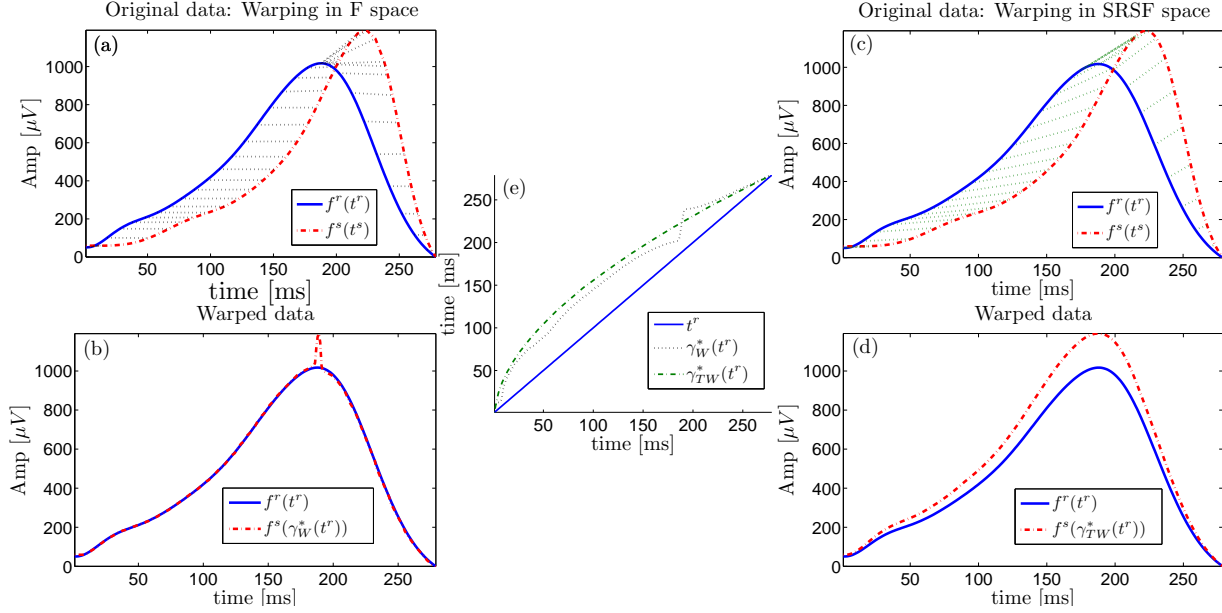 Original data: Warping in F space
(a)
1000
800
600
400
200
0
Amp [μV]
f^r(t^r)
f^s(t^s)
50 100 150 200 250
time [ms]
Warped data
(b)
1000
800
600
400
200
0
Amp [μV]
f^r(t^r)
f^s(γ*_W(t^r))
50 100 150 200 250
time [ms]
(e)
250
200
150
100
50
time [ms]
t^r
γ*_W(t^r)
γ*_TW(t^r)
50 100 150 200 250
time [ms]
Original data: Warping in SRSF space
(c)
1000
800
600
400
200
0
Amp [μV]
f^r(t^r)
f^s(t^s)
50 100 150 200 250
time [ms]
Warped data
(d)
1000
800
600
400
200
0
Amp [μV]
f^r(t^r)
f^s(γ*_TW(t^r))
50 100 150 200 250
time [ms]